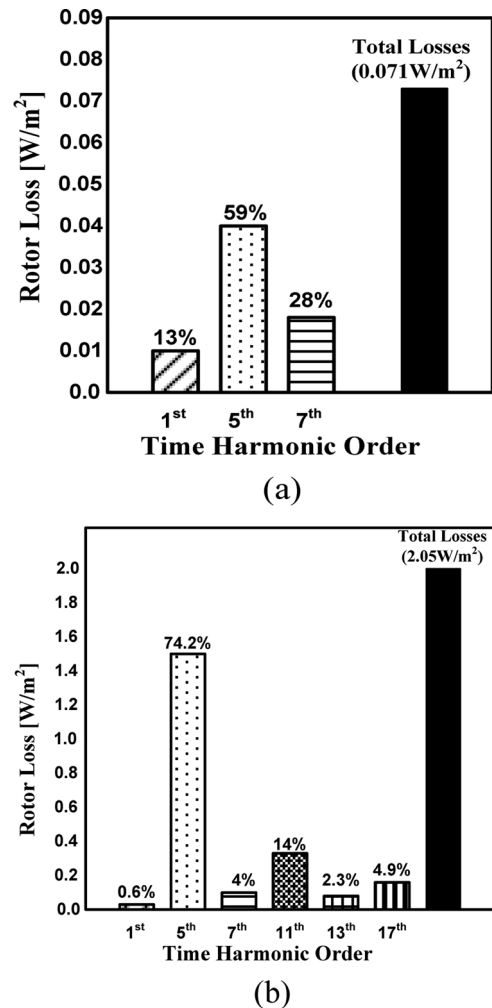 0.09
Total Losses
(0.071W/m²)
0.08
0.07
0.06
0.05
0.04
0.03
0.02
0.01
0.0
Rotor Loss [W/m²]
13%
59%
28%
1st
5th
7th
Time Harmonic Order
(a)
Total Losses
(2.05W/m²)
2.0
1.8
1.6
1.4
1.2
1.0
0.8
0.6
0.4
0.2
0.0
Rotor Loss [W/m²]
0.6%
74.2%
4%
14%
2.3%
4.9%
1st
5th
7th
11th
13th
17th
Time Harmonic Order
(b)